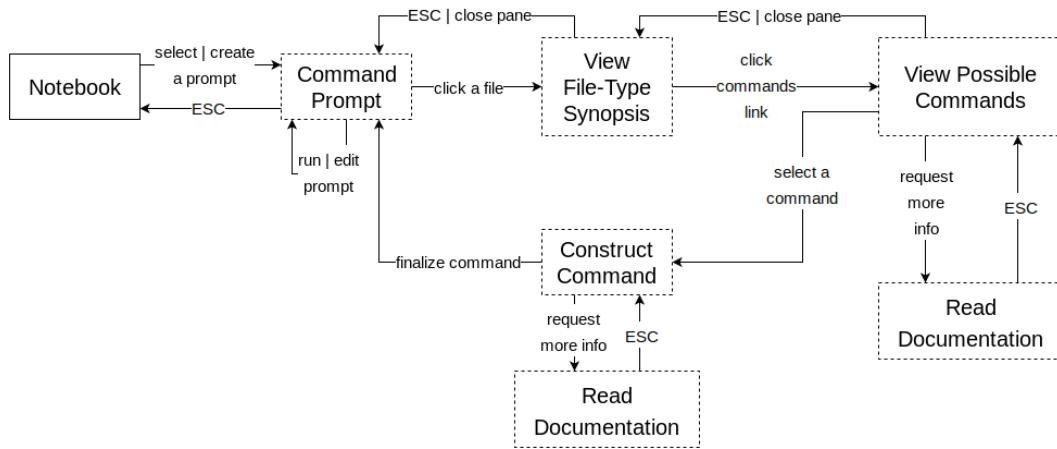 ESC | close pane
ESC | close pane
select | create
a prompt
Notebook
ESC
Command
Prompt
click a file
View
File-Type
Synopsis
click
commands
link
View Possible
Commands
run | edit
prompt
select a
command
request
more
info
ESC
finalize command
Construct
Command
request
more info
ESC
Read
Documentation
Read
Documentation